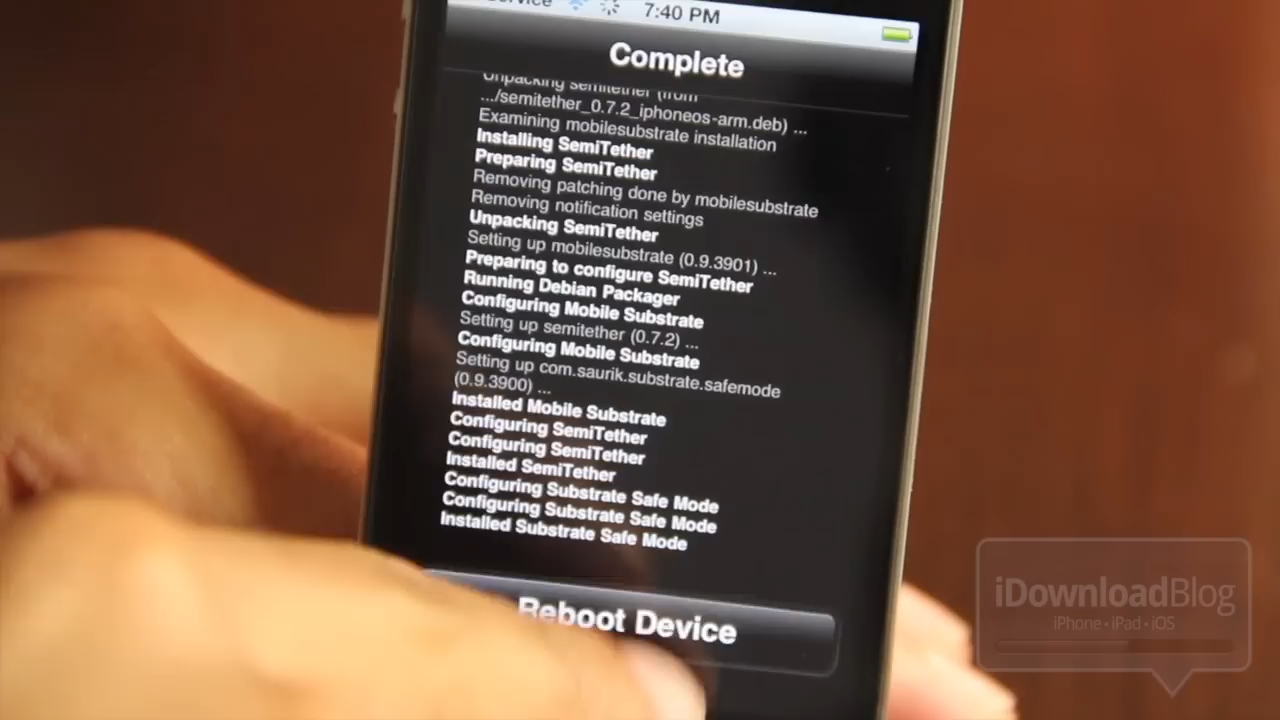 Service 7:40 PM
Complete
Unpacking semitether (from
.../semitether_0.7.2_iphoneos-arm.deb) ...
Examining mobilesubstrate installation
Installing SemiTether
Preparing SemiTether
Removing patching done by mobilesubstrate
Removing notification settings
Unpacking SemiTether
Setting up mobilesubstrate (0.9.3901) ...
Preparing to configure SemiTether
Running Debian Packager
Configuring Mobile Substrate
Setting up semitether (0.7.2) ...
Configuring Mobile Substrate
Setting up com.saurik.substrate.safemode
(0.9.3900) ...
Installed Mobile Substrate
Configuring SemiTether
Configuring SemiTether
Installed SemiTether
Configuring Substrate Safe Mode
Configuring Substrate Safe Mode
Installed Substrate Safe Mode
Reboot Device
iDownloadBlog
iPhone • iPad • iOS